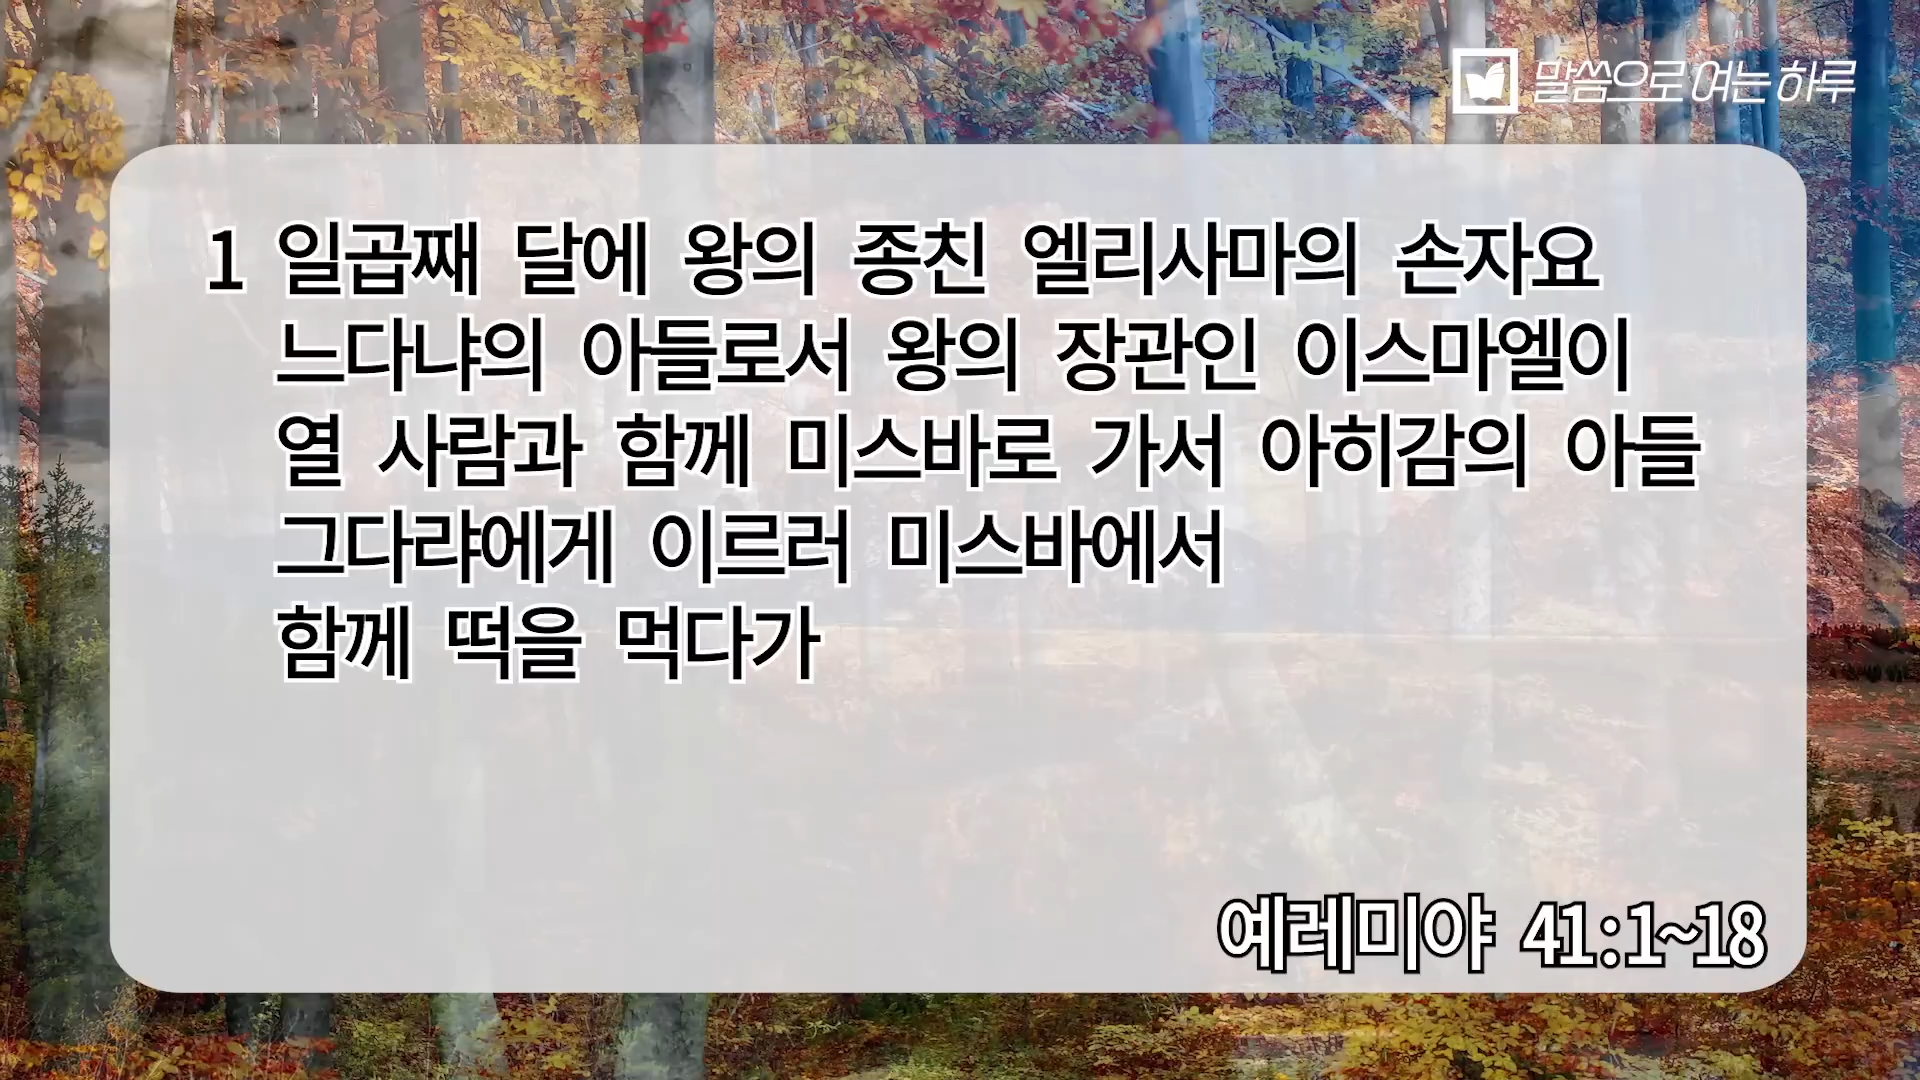 말씀으로 여는 하루
1 일곱째 달에 왕의 종친 엘리사마의 손자요
느다냐의 아들로서 왕의 장관인 이스마엘이
열 사람과 함께 미스바로 가서 아히감의 아들
그다랴에게 이르러 미스바에서
함께 떡을 먹다가
예레미야 41:1~18